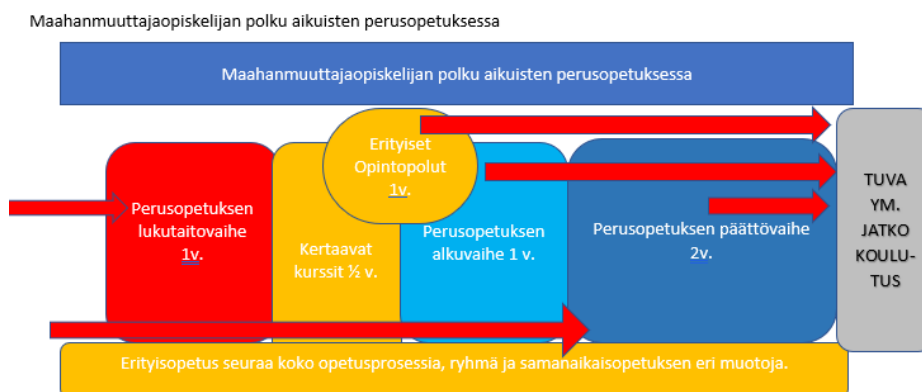 Maahanmuuttajaopiskelijan polku aikuisten perusopetuksessa
Maahanmuuttajaopiskelijan polku aikuisten perusopetuksessa
Erityiset
Opintopolut
1v.
Perusopetuksen
lukutaitovaihe
1v.
Kertaavat
kurssit ½ v.
Perusopetuksen
alkuvaihe 1 v.
Perusopetuksen päättövaihe
2v.
TUVA
YM.
JATKO
KOULU-
TUS
Erityisopetus seuraa koko opetusprosessia, ryhmä ja samanaikaisopetuksen eri muotoja.